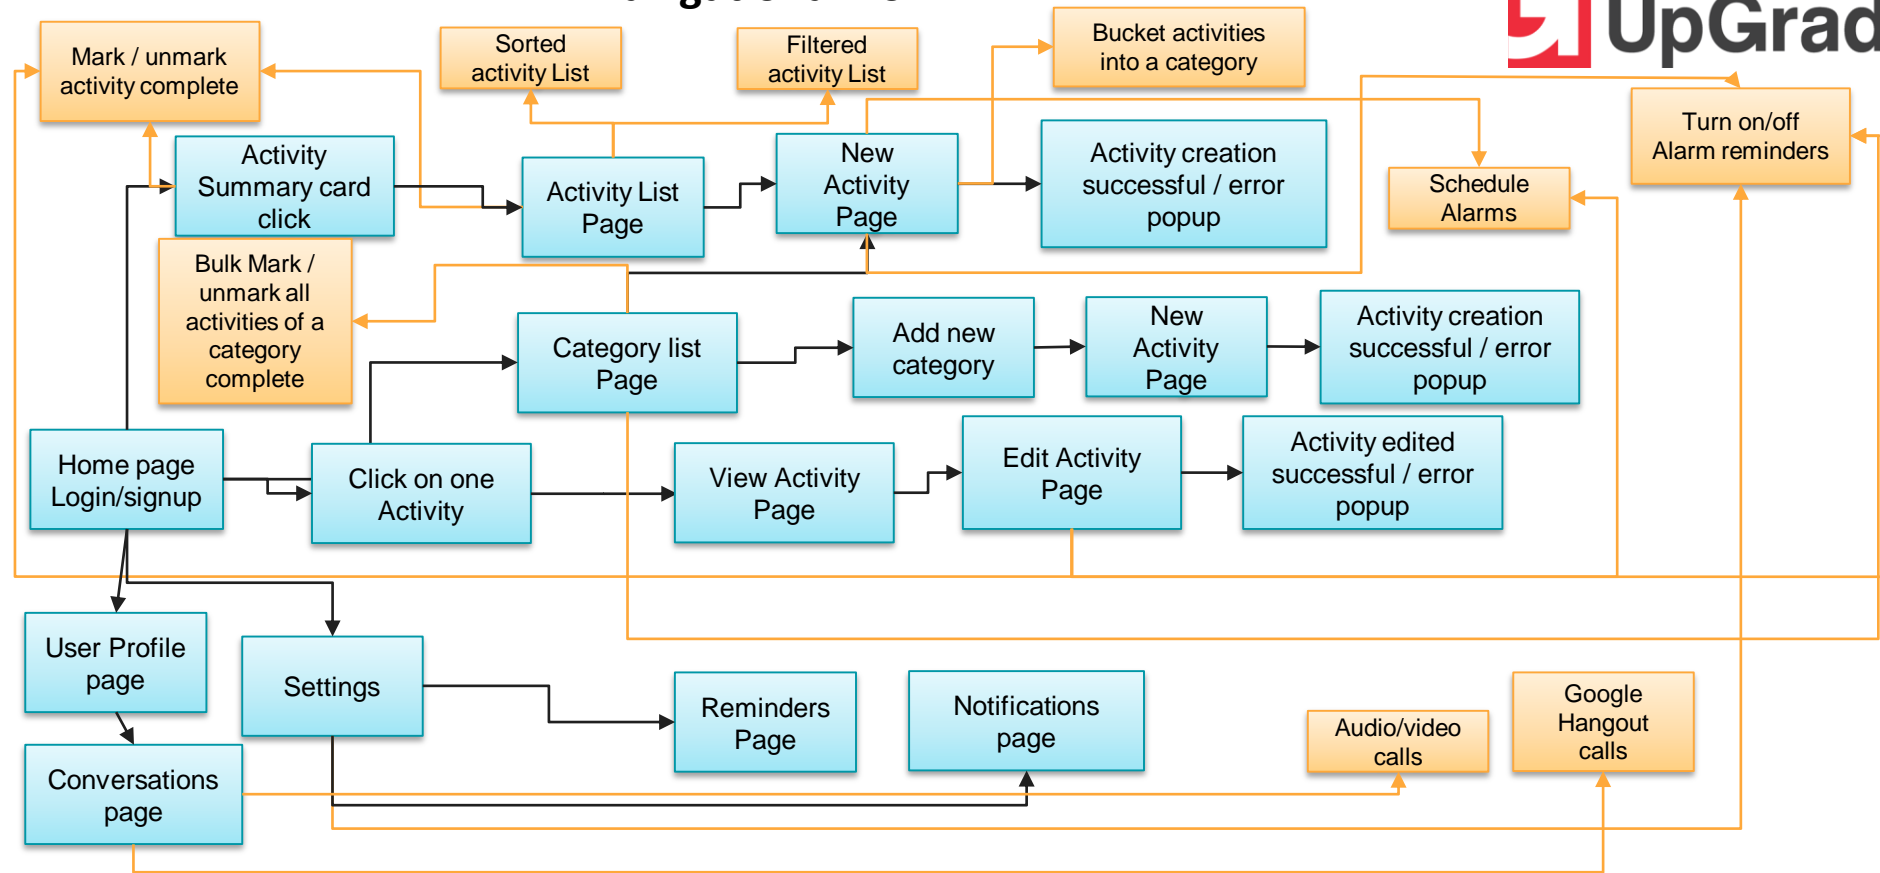 UpGrad
Mark / unmark
activity complete
Sorted
activity List
Filtered
activity List
Bucket activities
into a category
Turn on/off
Alarm reminders
Activity
Summary card
click
Activity List
Page
New
Activity
Page
Activity creation
successful / error
popup
Schedule
Alarms
Bulk Mark /
unmark all
activities of a
category
complete
Category list
Page
Add new
category
New
Activity
Page
Activity creation
successful / error
popup
Home page
Login/signup
Click on one
Activity
View Activity
Page
Edit Activity
Page
Activity edited
successful / error
popup
User Profile
page
Settings
Reminders
Page
Notifications
page
Audio/video
calls
Google
Hangout
calls
Conversations
page